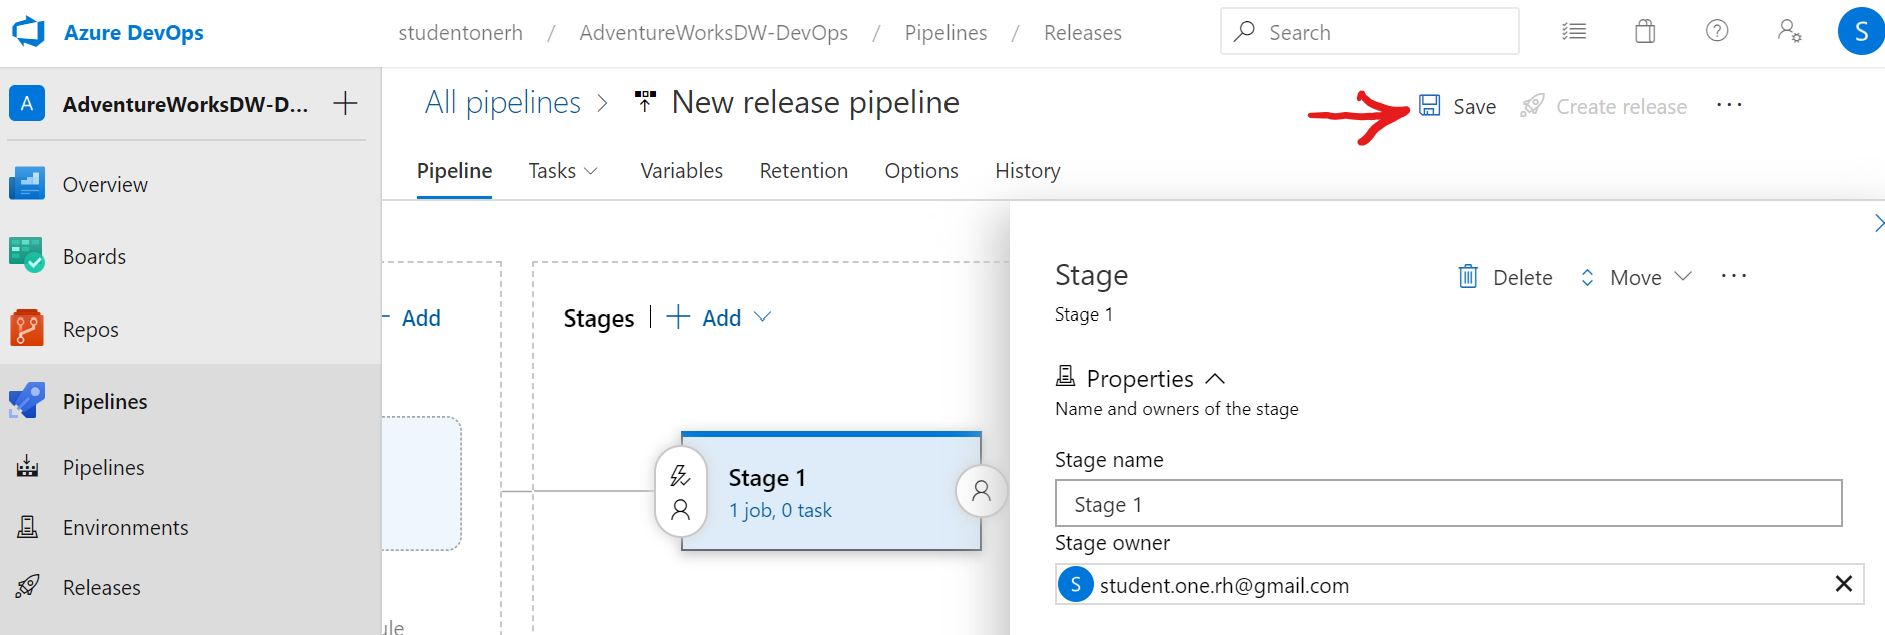 Azure DevOps
studentonerh / AdventureWorksDW-DevOps / Pipelines / Releases
Search
S
A AdventureWorksDW-D...
All pipelines > New release pipeline
Save Create release ...
Pipeline Tasks Variables Retention Options History
Overview
Boards
Repos
Pipelines
Pipelines
Environments
Releases
Add
Stages | + Add
Stage 1
1 job, 0 task
Stage
Delete Move ...
Stage 1
Properties
Name and owners of the stage
Stage name
Stage 1
Stage owner
S student.one.rh@gmail.com